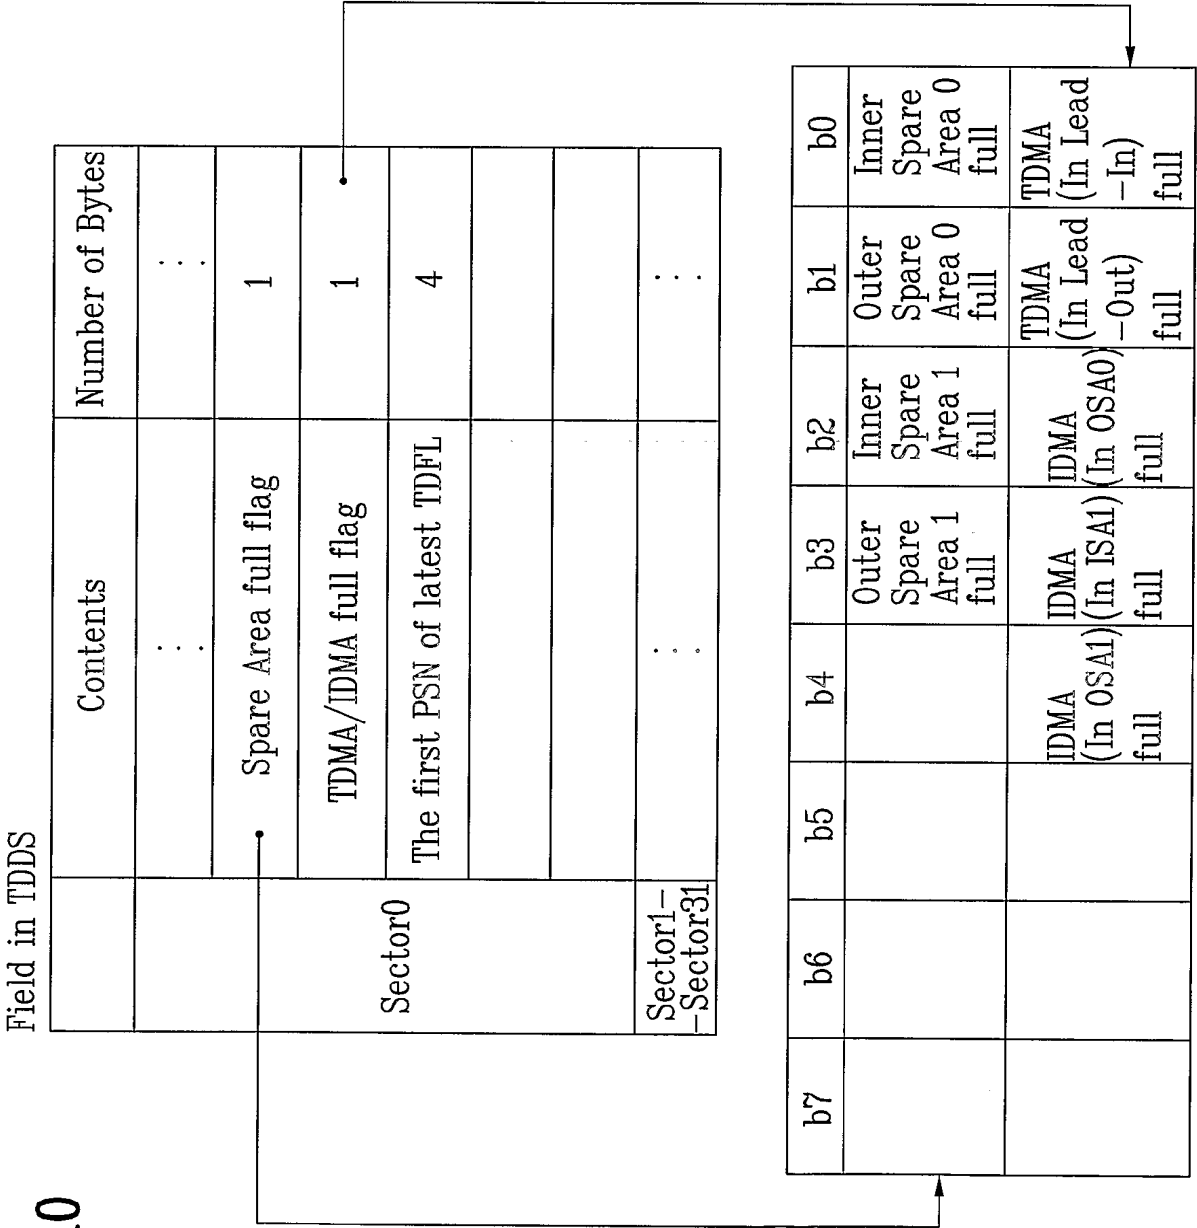 .0
Field in TDDS
Contents
Number of Bytes
Sector0
. . .
. . .
Spare Area full flag
1
TDMA/IDMA full flag
1
The first PSN of latest TDFL
4
Sector1-
-Sector31
. . .
. . .
b7
b6
b5
b4
b3
b2
b1
b0
Outer
Spare
Area 1
full
Inner
Spare
Area 1
full
Outer
Spare
Area 0
full
Inner
Spare
Area 0
full
IDMA
(In OSA1)
full
IDMA
(In ISA1)
full
IDMA
(In OSA0)
full
TDMA
(In Lead
-Out)
full
TDMA
(In Lead
-In)
full